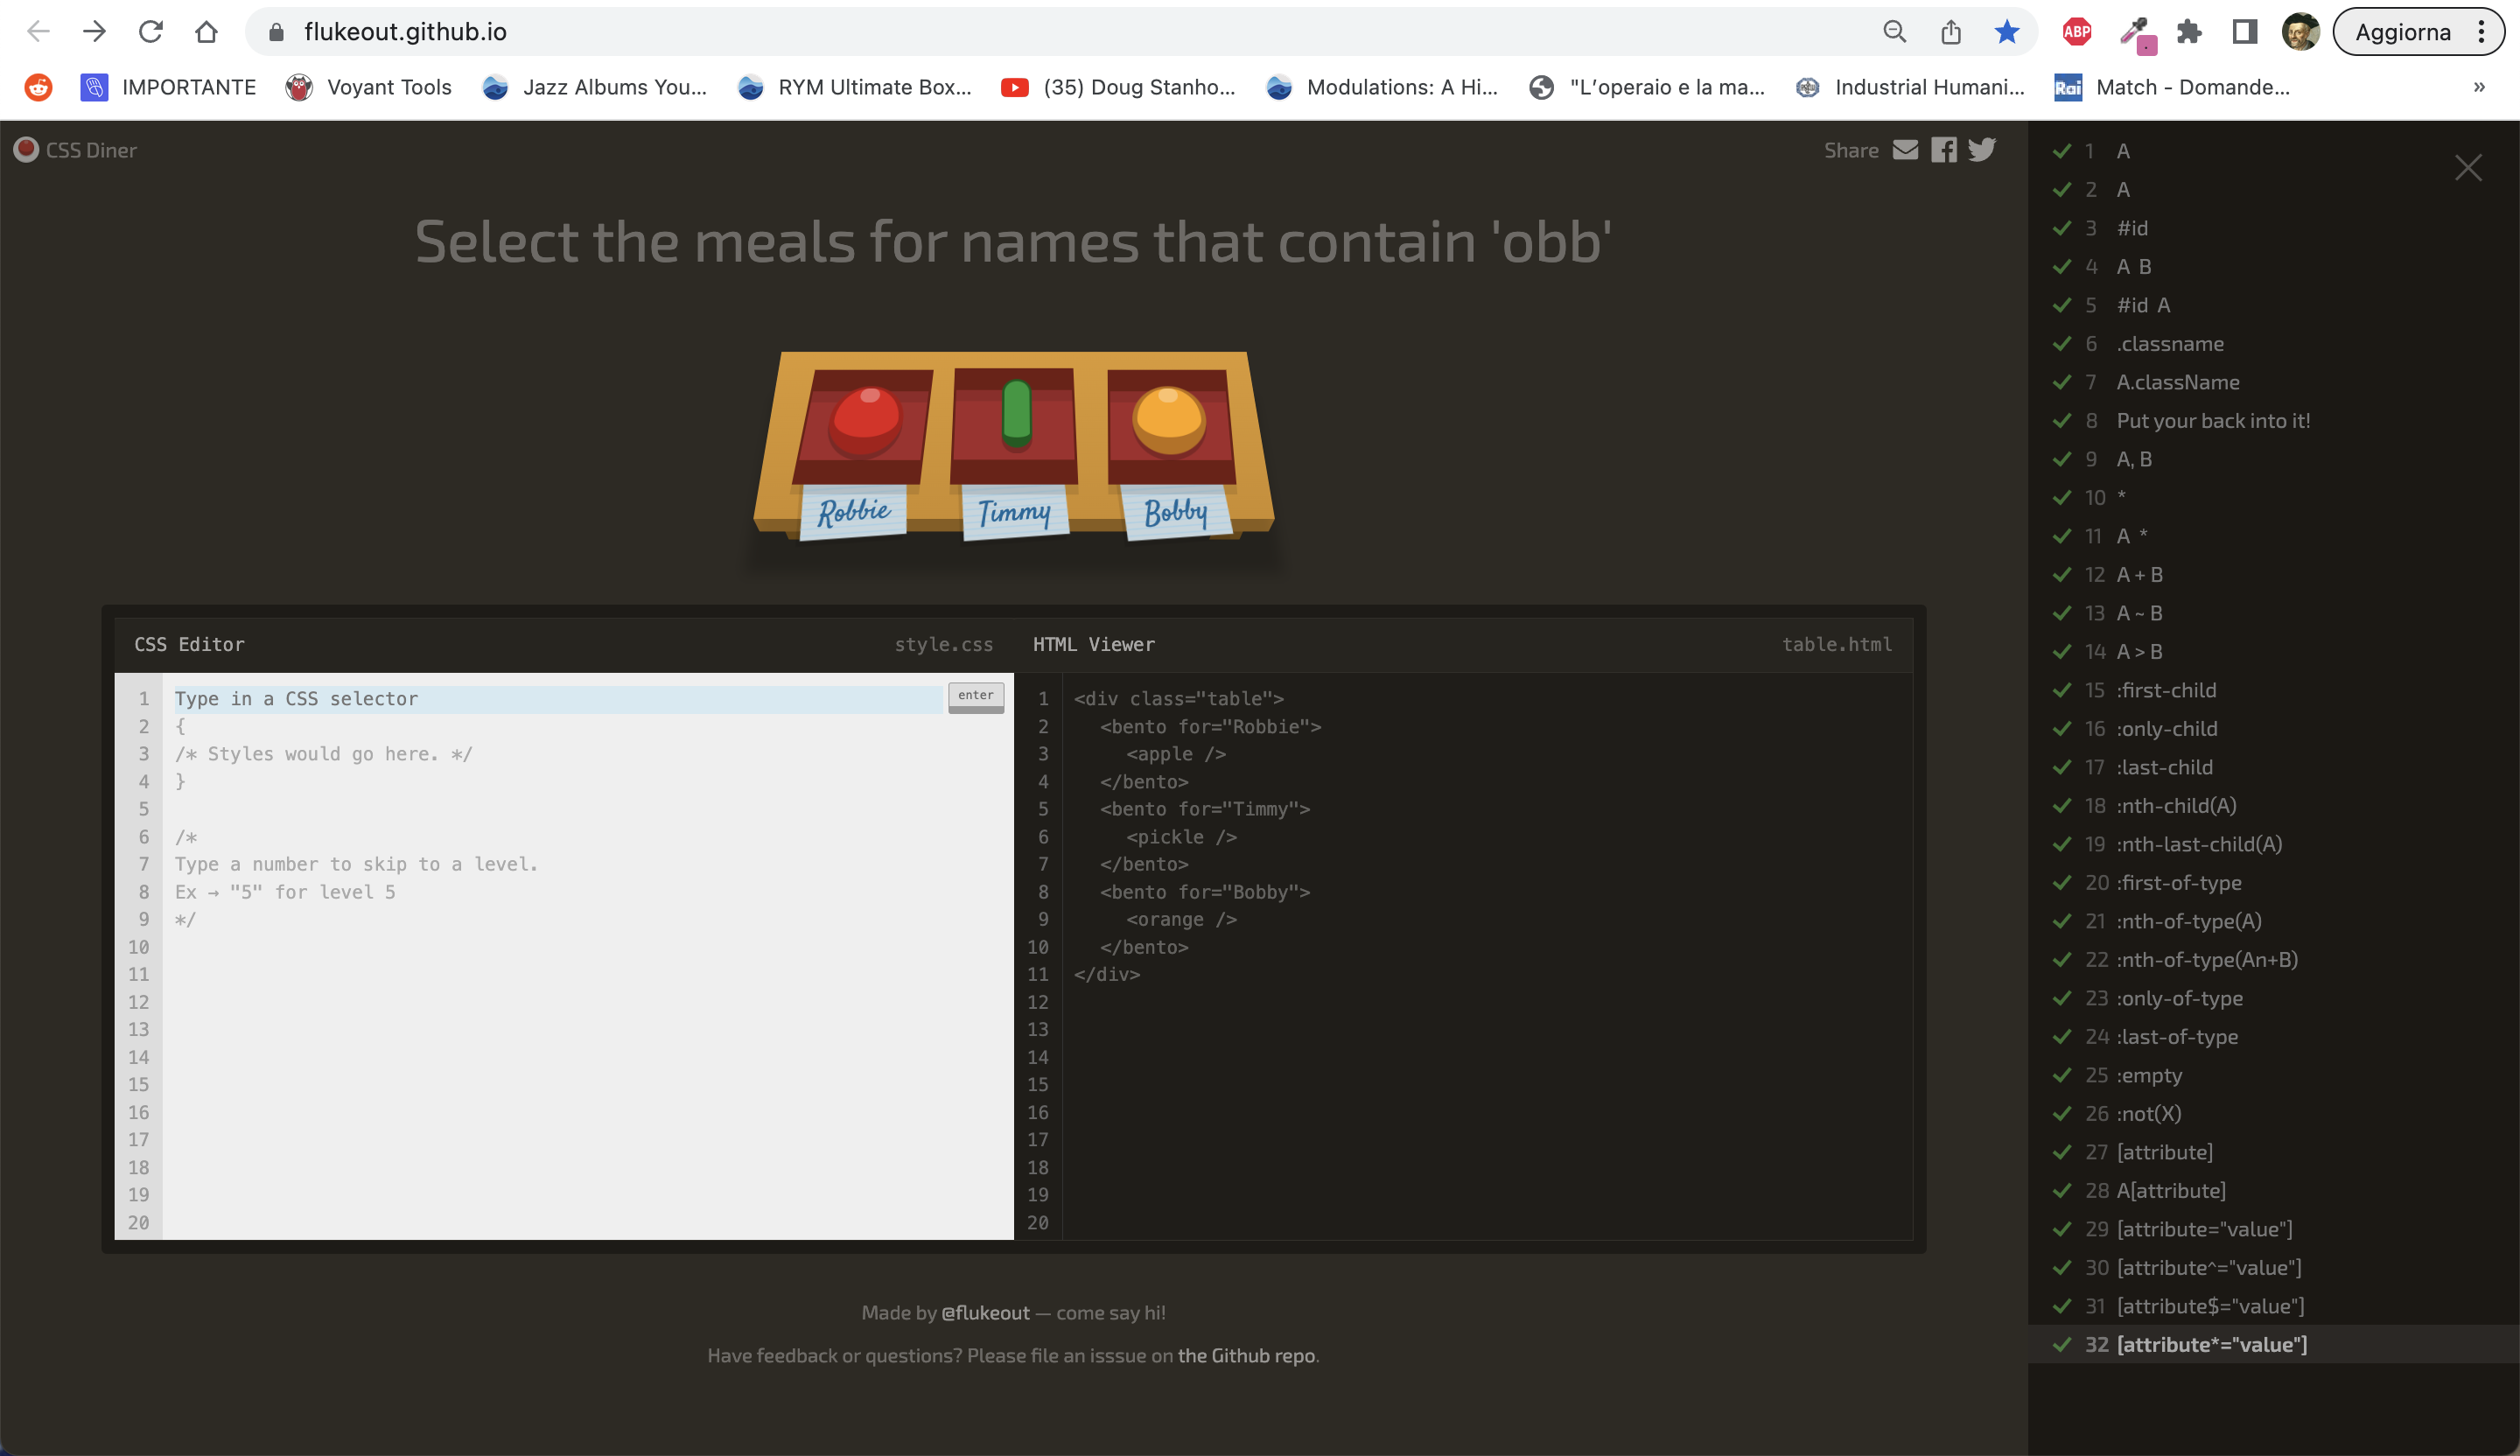 flukeout.github.io
ABP
Aggiorna
IMPORTANTE
Voyant Tools
Jazz Albums You...
RYM Ultimate Box...
(35) Doug Stanho...
Modulations: A Hi...
"L’operaio e la ma...
Industrial Humani...
Rai
Match - Domande...
»
CSS Diner
Share
Select the meals for names that contain 'obb'
Robbie
Timmy
Bobby
CSS Editor
style.css
1 Type in a CSS selector
enter
2 {
3 /* Styles would go here. */
4 }
5
6 /*
7 Type a number to skip to a level.
8 Ex → "5" for level 5
9 */
10
11
12
13
14
15
16
17
18
19
20
HTML Viewer
table.html
1 <div class="table">
2 <bento for="Robbie">
3 <apple />
4 </bento>
5 <bento for="Timmy">
6 <pickle />
7 </bento>
8 <bento for="Bobby">
9 <orange />
10 </bento>
11 </div>
12
13
14
15
16
17
18
19
20
Made by @flukeout — come say hi!
Have feedback or questions? Please file an isssue on the Github repo.
1 A
2 A
3 #id
4 A B
5 #id A
6 .classname
7 A.className
8 Put your back into it!
9 A, B
10 *
11 A *
12 A + B
13 A ~ B
14 A > B
15 :first-child
16 :only-child
17 :last-child
18 :nth-child(A)
19 :nth-last-child(A)
20 :first-of-type
21 :nth-of-type(A)
22 :nth-of-type(An+B)
23 :only-of-type
24 :last-of-type
25 :empty
26 :not(X)
27 [attribute]
28 A[attribute]
29 [attribute="value"]
30 [attribute^="value"]
31 [attribute$="value"]
32 [attribute*="value"]